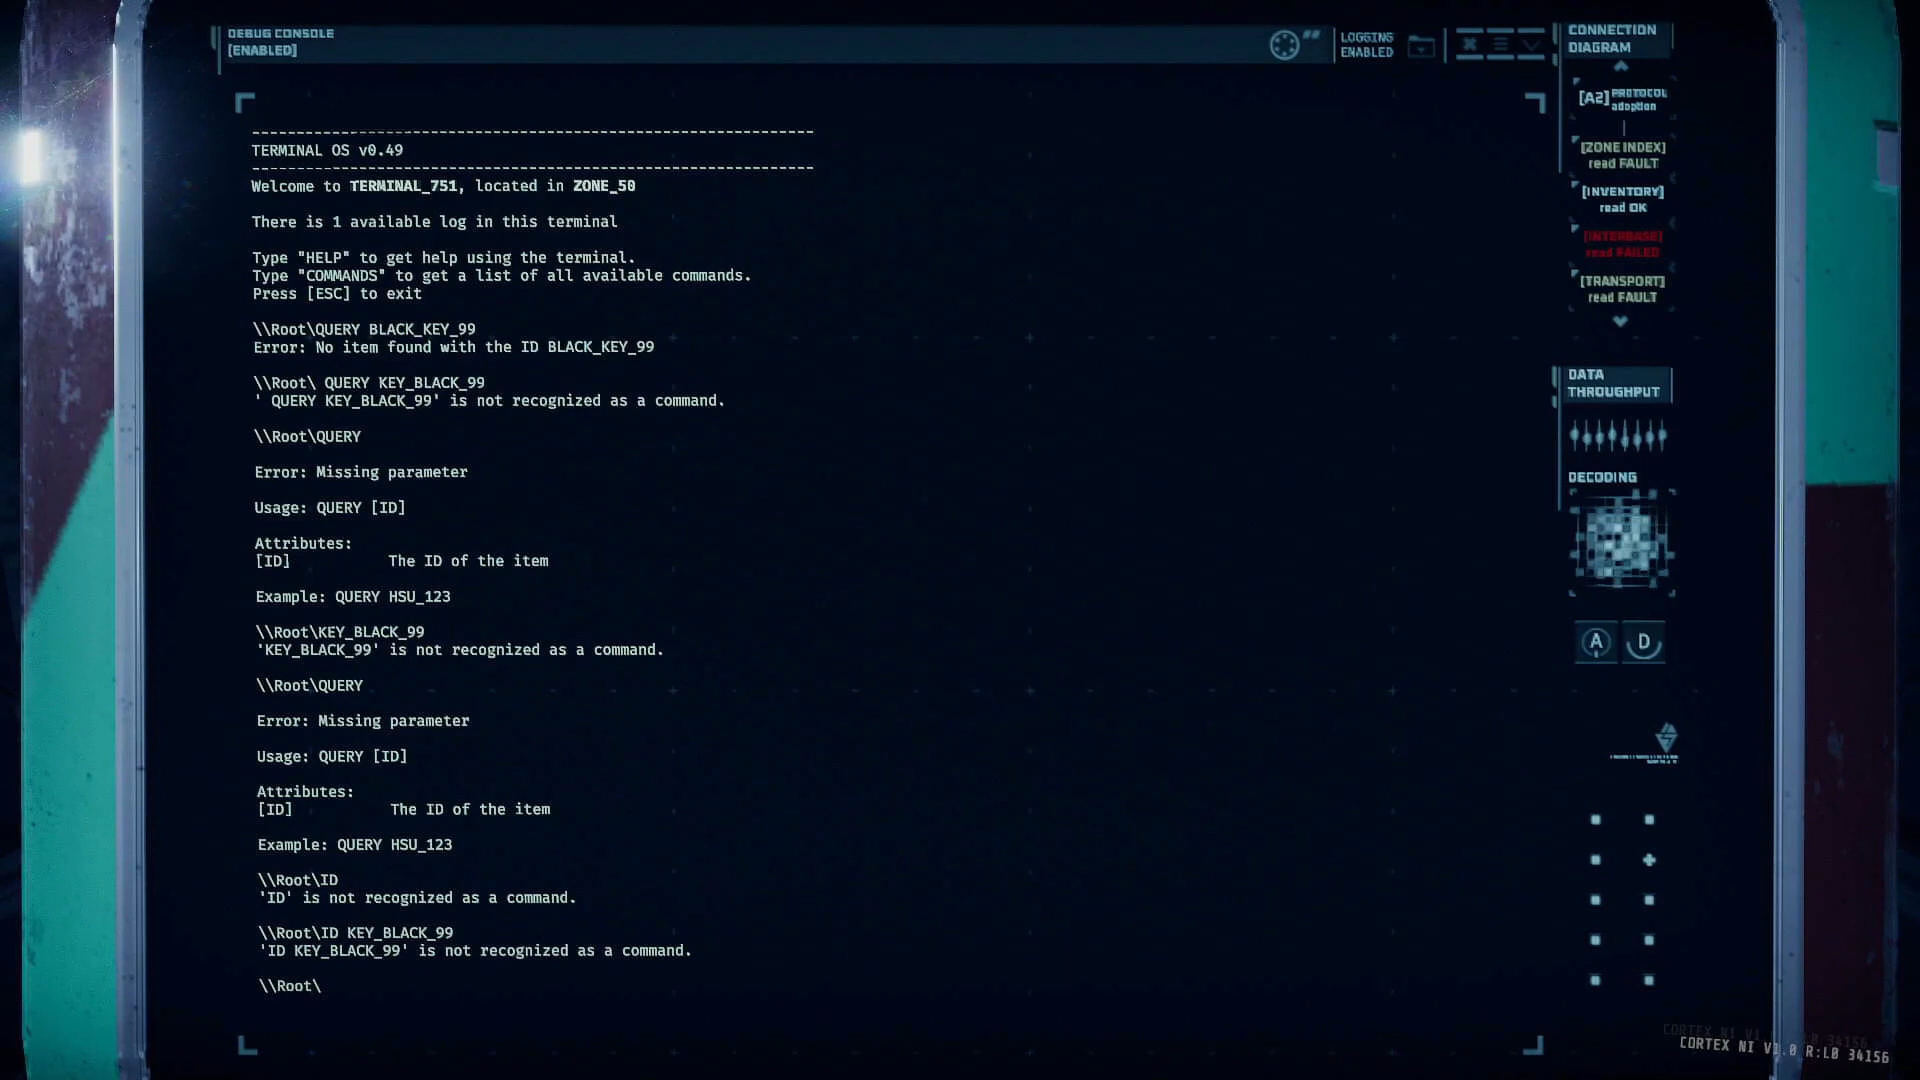 DEBUG CONSOLE
[ENABLED]
LOGGING
ENABLED
----------------------------------------------------------------
TERMINAL OS v0.49
----------------------------------------------------------------
Welcome to TERMINAL_751, located in ZONE_50
There is 1 available log in this terminal
Type "HELP" to get help using the terminal.
Type "COMMANDS" to get a list of all available commands.
Press [ESC] to exit
\\Root\QUERY BLACK_KEY_99
Error: No item found with the ID BLACK_KEY_99
\\Root\ QUERY KEY_BLACK_99
' QUERY KEY_BLACK_99' is not recognized as a command.
\\Root\QUERY
Error: Missing parameter
Usage: QUERY [ID]
Attributes:
[ID] The ID of the item
Example: QUERY HSU_123
\\Root\KEY_BLACK_99
'KEY_BLACK_99' is not recognized as a command.
\\Root\QUERY
Error: Missing parameter
Usage: QUERY [ID]
Attributes:
[ID] The ID of the item
Example: QUERY HSU_123
\\Root\ID
'ID' is not recognized as a command.
\\Root\ID KEY_BLACK_99
'ID KEY_BLACK_99' is not recognized as a command.
\\Root\
CONNECTION
DIAGRAM
[A2] PROTOCOL
adoption
[ZONE INDEX]
read FAULT
[INVENTORY]
read OK
[INTERBASE]
read FAILED
[TRANSPORT]
read FAULT
DATA
THROUGHPUT
DECODING
A D
CORTEX NI V1.0 R:L0 34156